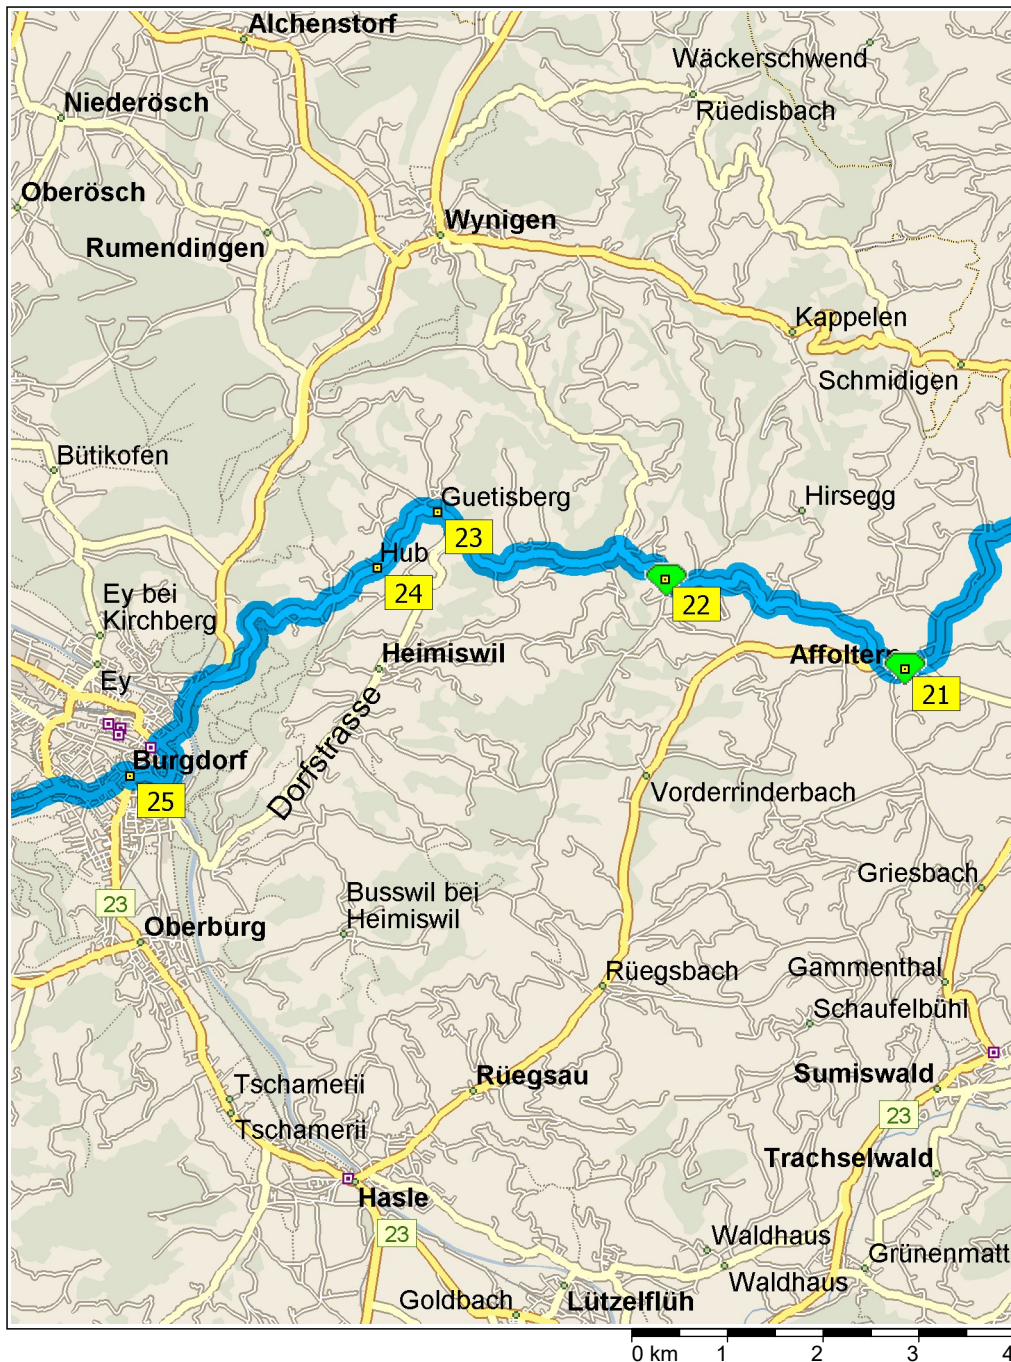 Alchenstorf
Wäckerschwend
Niederösch
Rüedisbach
Oberösch
Wynigen
Rumendingen
Kappelen
Schmidigen
Bütikofen
Guetisberg
Hirsegg
23
Hub
24
22
Ey bei
Kirchberg
Heimiswil
Affoltern
Ey
21
Dorfstrasse
Burgdorf
25
Vorderrinderbach
Griesbach
23
Busswil bei
Heimiswil
Oberburg
Rüegsbach
Gammenthal
Schaufelbühl
Rüegsau
Sumiswald
Tschamerii
23
Tschamerii
Trachselwald
Hasle
23
Waldhaus
Grünenmatt
Waldhaus
Goldbach
Lützelflüh
0 km 1 2 3 4